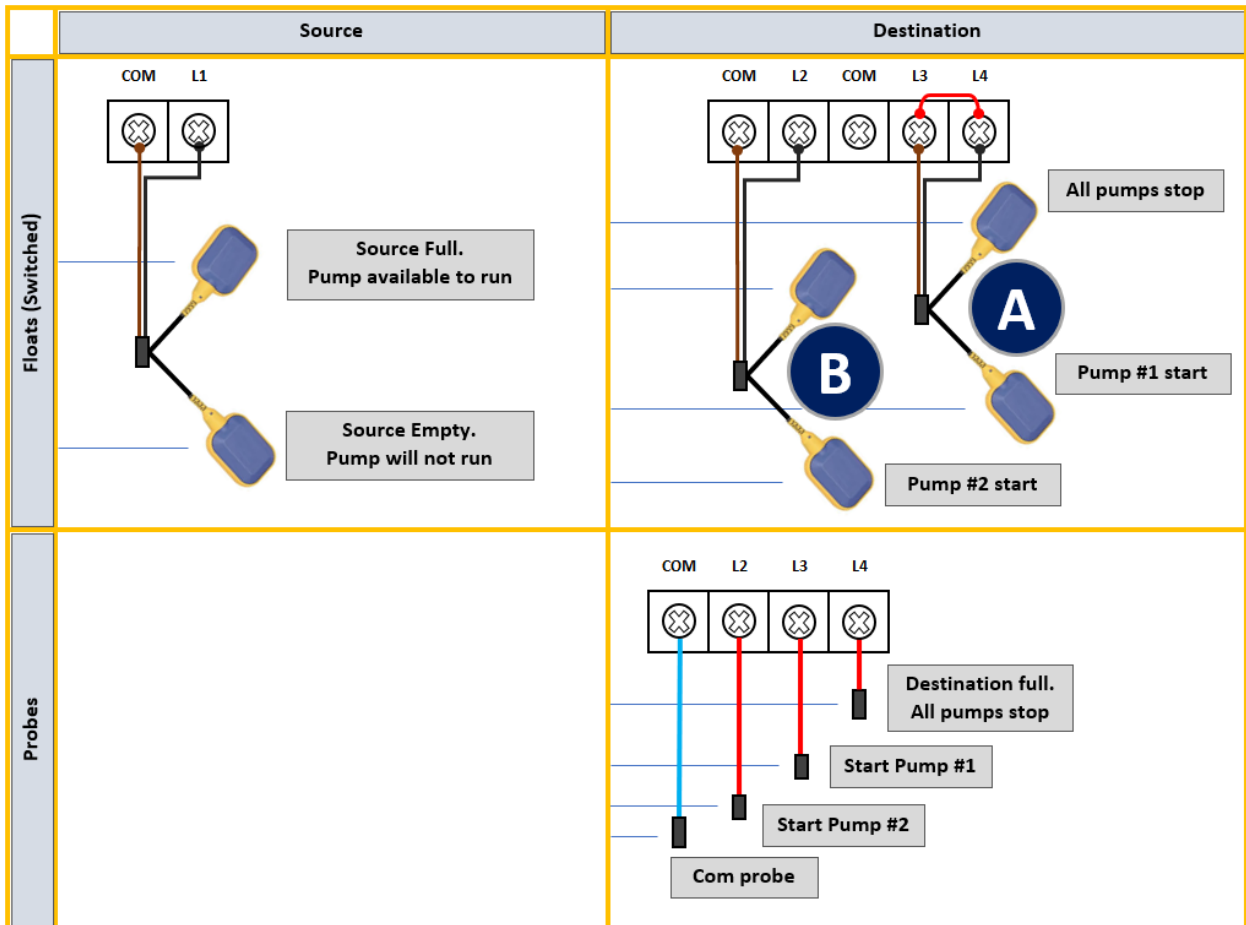 Source
Destination
Floats (Switched)
COM L1
Source Full.
Pump available to run
Source Empty.
Pump will not run
COM L2 COM L3 L4
All pumps stop
A
B
Pump #1 start
Pump #2 start
Probes
COM L2 L3 L4
Destination full.
All pumps stop
Start Pump #1
Start Pump #2
Com probe